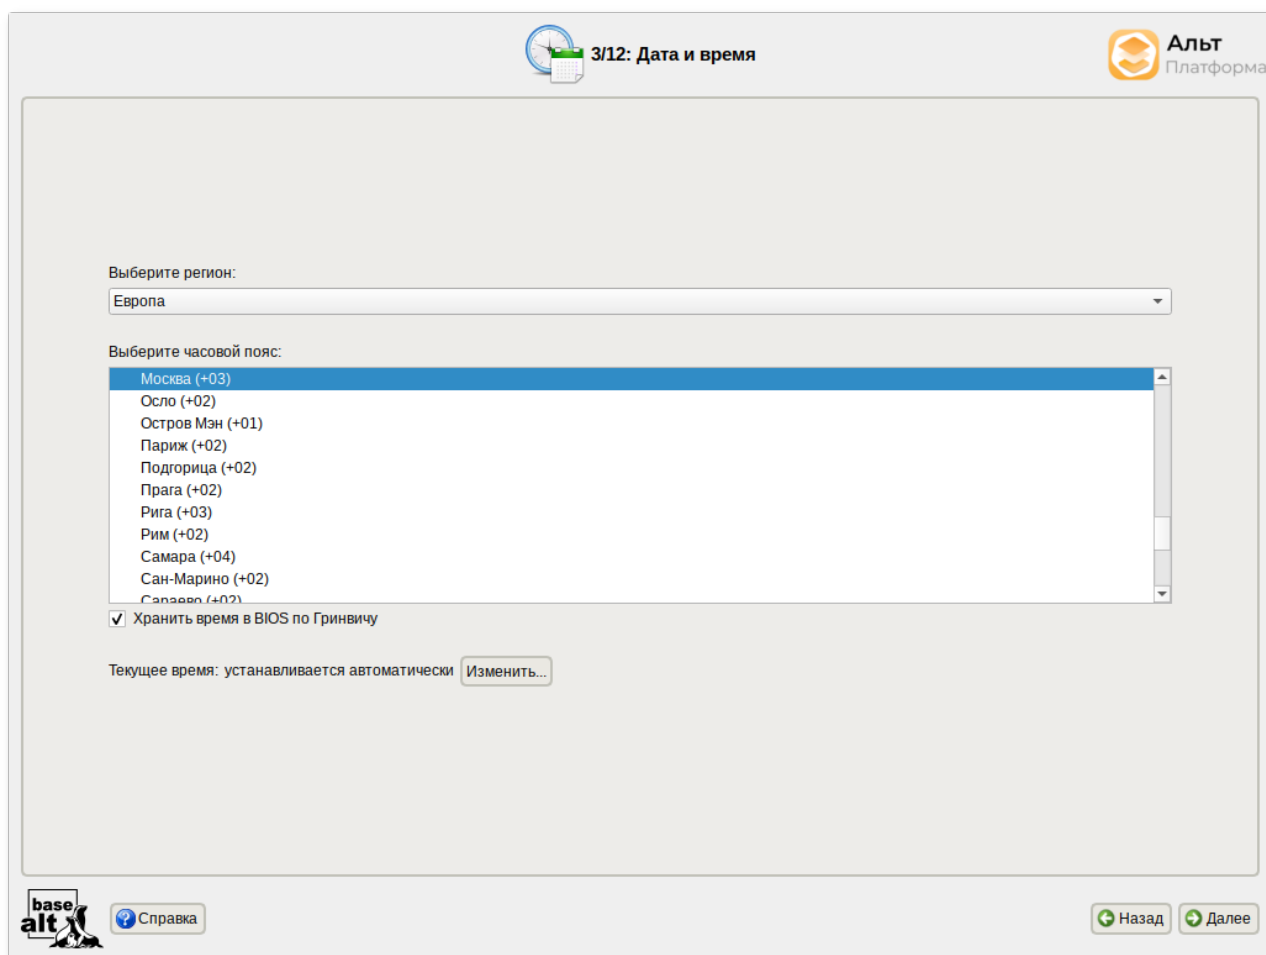 3/12: Дата и время
Альт
Платформа
Выберите регион:
Европа
Выберите часовой пояс:
Москва (+03)
Осло (+02)
Остров Мэн (+01)
Париж (+02)
Подгорица (+02)
Прага (+02)
Рига (+03)
Рим (+02)
Самара (+04)
Сан-Марино (+02)
Сараево (+02)
Хранить время в BIOS по Гринвичу
Текущее время: устанавливается автоматически Изменить...
base
alt
Справка
Назад
Далее